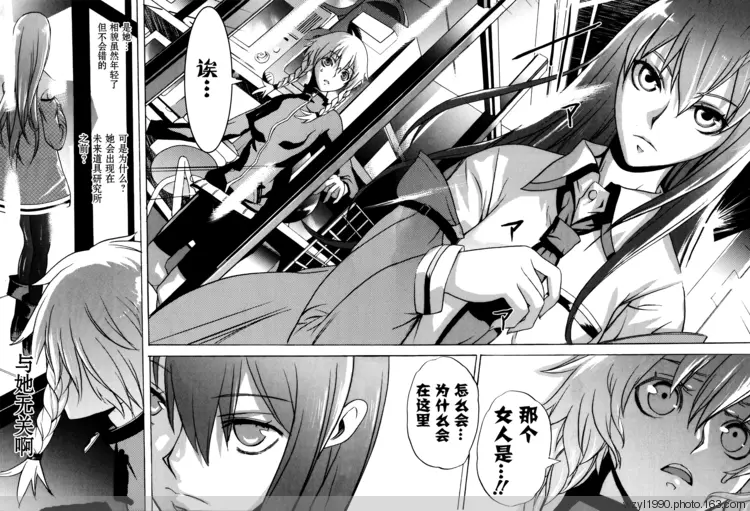 诶…
ア
ア
ア
那个
女人是…!!
怎么会…
为什么会
在这里
可是为什么?
她会出现在
未来道具研究所
之前?
是她…
相貌虽然年轻了
但不会错的
与她无关啊
zyl1990.photo.163.com